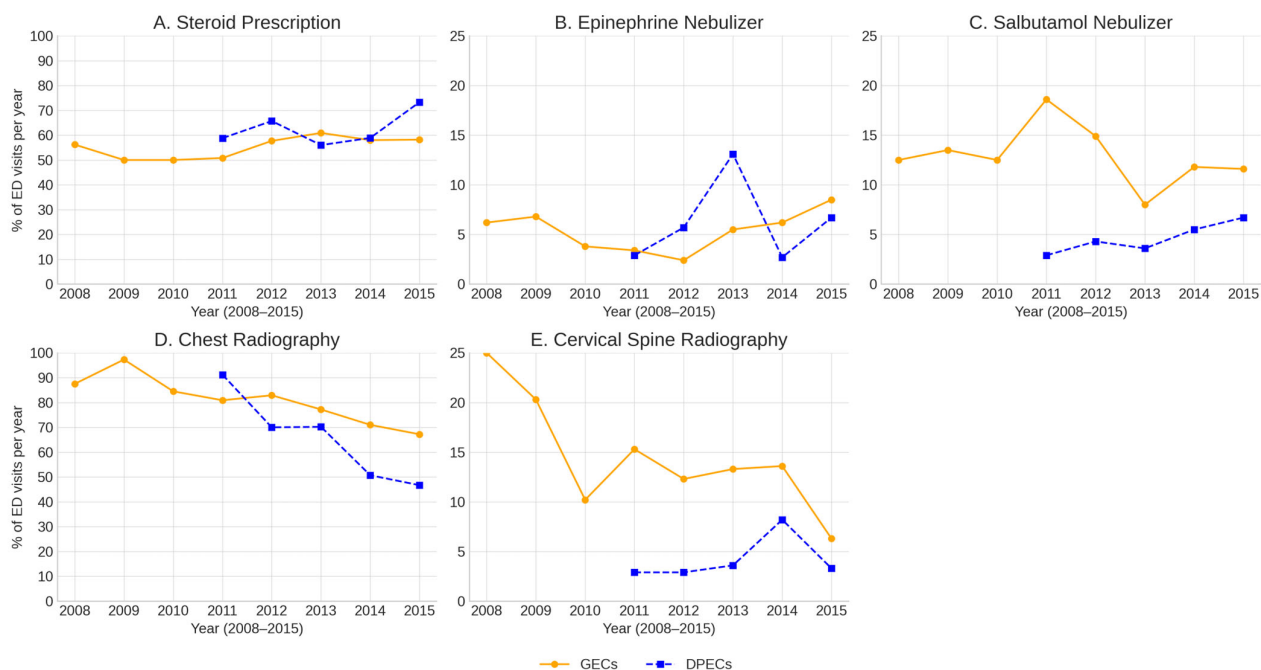 A. Steroid Prescription
100
90
80
70
60
50
40
30
20
10
0
% of ED visits per year
2008 2009 2010 2011 2012 2013 2014 2015
Year (2008–2015)
B. Epinephrine Nebulizer
25
20
15
10
5
0
2008 2009 2010 2011 2012 2013 2014 2015
Year (2008–2015)
C. Salbutamol Nebulizer
25
20
15
10
5
0
2008 2009 2010 2011 2012 2013 2014 2015
Year (2008–2015)
D. Chest Radiography
100
90
80
70
60
50
40
30
20
10
0
% of ED visits per year
2008 2009 2010 2011 2012 2013 2014 2015
Year (2008–2015)
E. Cervical Spine Radiography
25
20
15
10
5
0
2008 2009 2010 2011 2012 2013 2014 2015
Year (2008–2015)
GECs DPECs